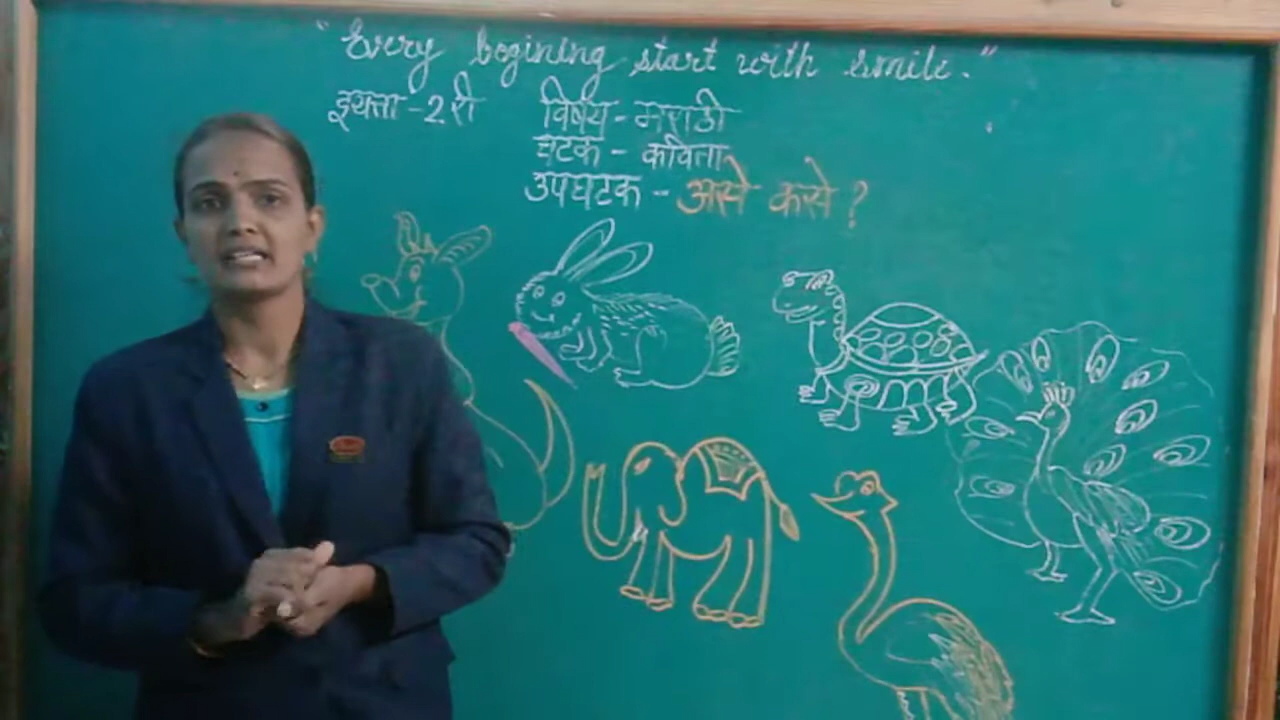 "Every begining start with smile."
इयत्ता - 2 री विषय - मराठी
घटक - कविता
उपघटक - असे कसे ?